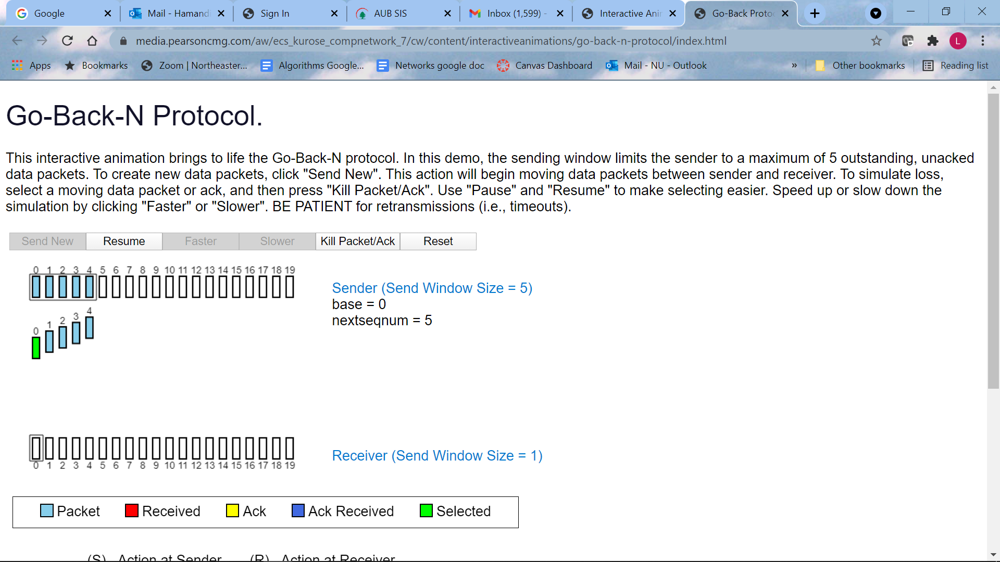 Google
Mail - Hamandi
Sign In
AUB SIS
Inbox (1,599) -
Interactive Ani
Go-Back Proto
media.pearsoncmg.com/aw/ecs_kurose_compnetwork_7/cw/content/interactiveanimations/go-back-n-protocol/index.html
L
Apps
Bookmarks
Zoom | Northeaster...
Algorithms Google...
Networks google doc
Canvas Dashboard
Mail - NU - Outlook
»
Other bookmarks
Reading list
Go-Back-N Protocol.
This interactive animation brings to life the Go-Back-N protocol. In this demo, the sending window limits the sender to a maximum of 5 outstanding, unacked
data packets. To create new data packets, click "Send New". This action will begin moving data packets between sender and receiver. To simulate loss,
select a moving data packet or ack, and then press "Kill Packet/Ack". Use "Pause" and "Resume" to make selecting easier. Speed up or slow down the
simulation by clicking "Faster" or "Slower". BE PATIENT for retransmissions (i.e., timeouts).
Send New Resume Faster Slower Kill Packet/Ack Reset
0 1 2 3 4 5 6 7 8 9 10 11 12 13 14 15 16 17 18 19
Sender (Send Window Size = 5)
base = 0
nextseqnum = 5
0 1 2 3 4
Receiver (Send Window Size = 1)
0 1 2 3 4 5 6 7 8 9 10 11 12 13 14 15 16 17 18 19
Packet Received Ack Ack Received Selected
(S) Action at Sender (R) Action at Receiver